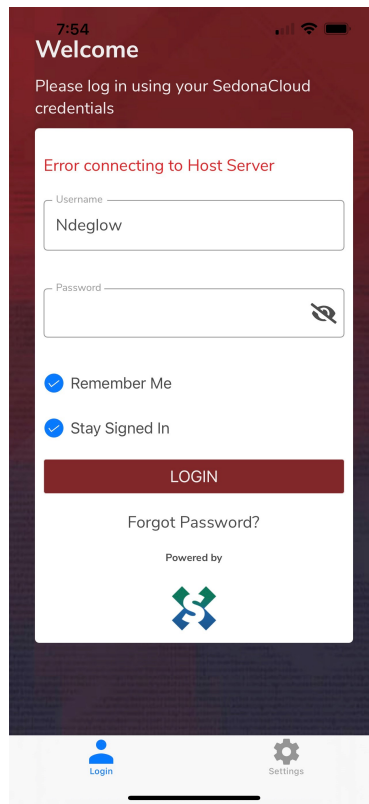 7:54
Welcome
Please log in using your SedonaCloud
credentials
Error connecting to Host Server
Username
Ndeglow
Password
Remember Me
Stay Signed In
LOGIN
Forgot Password?
Powered by
S
Login
Settings